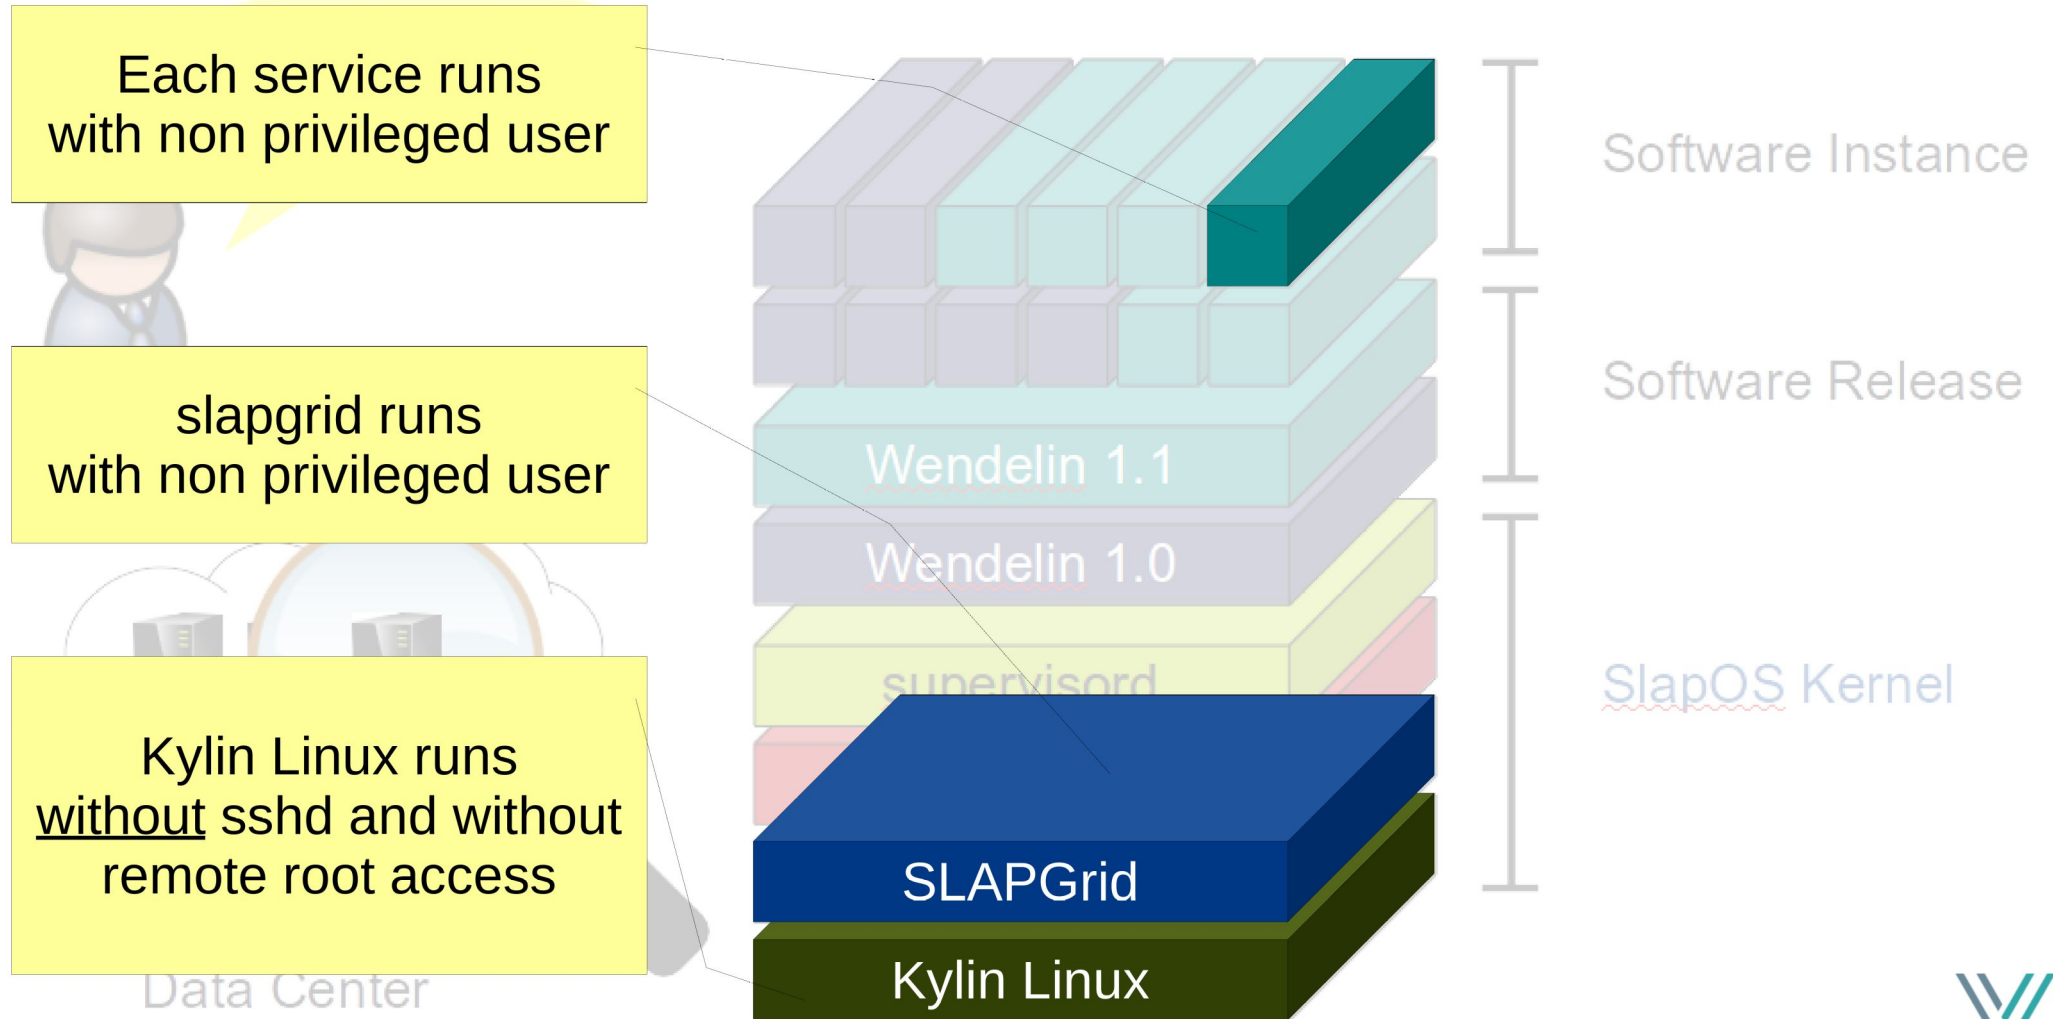 Each service runs
with non privileged user
slapgrid runs
with non privileged user
Kylin Linux runs
without sshd and without
remote root access
Data Center
Wendelin 1.1
Wendelin 1.0
supervisord
SLAPGrid
Kylin Linux
Software Instance
Software Release
SlapOS Kernel